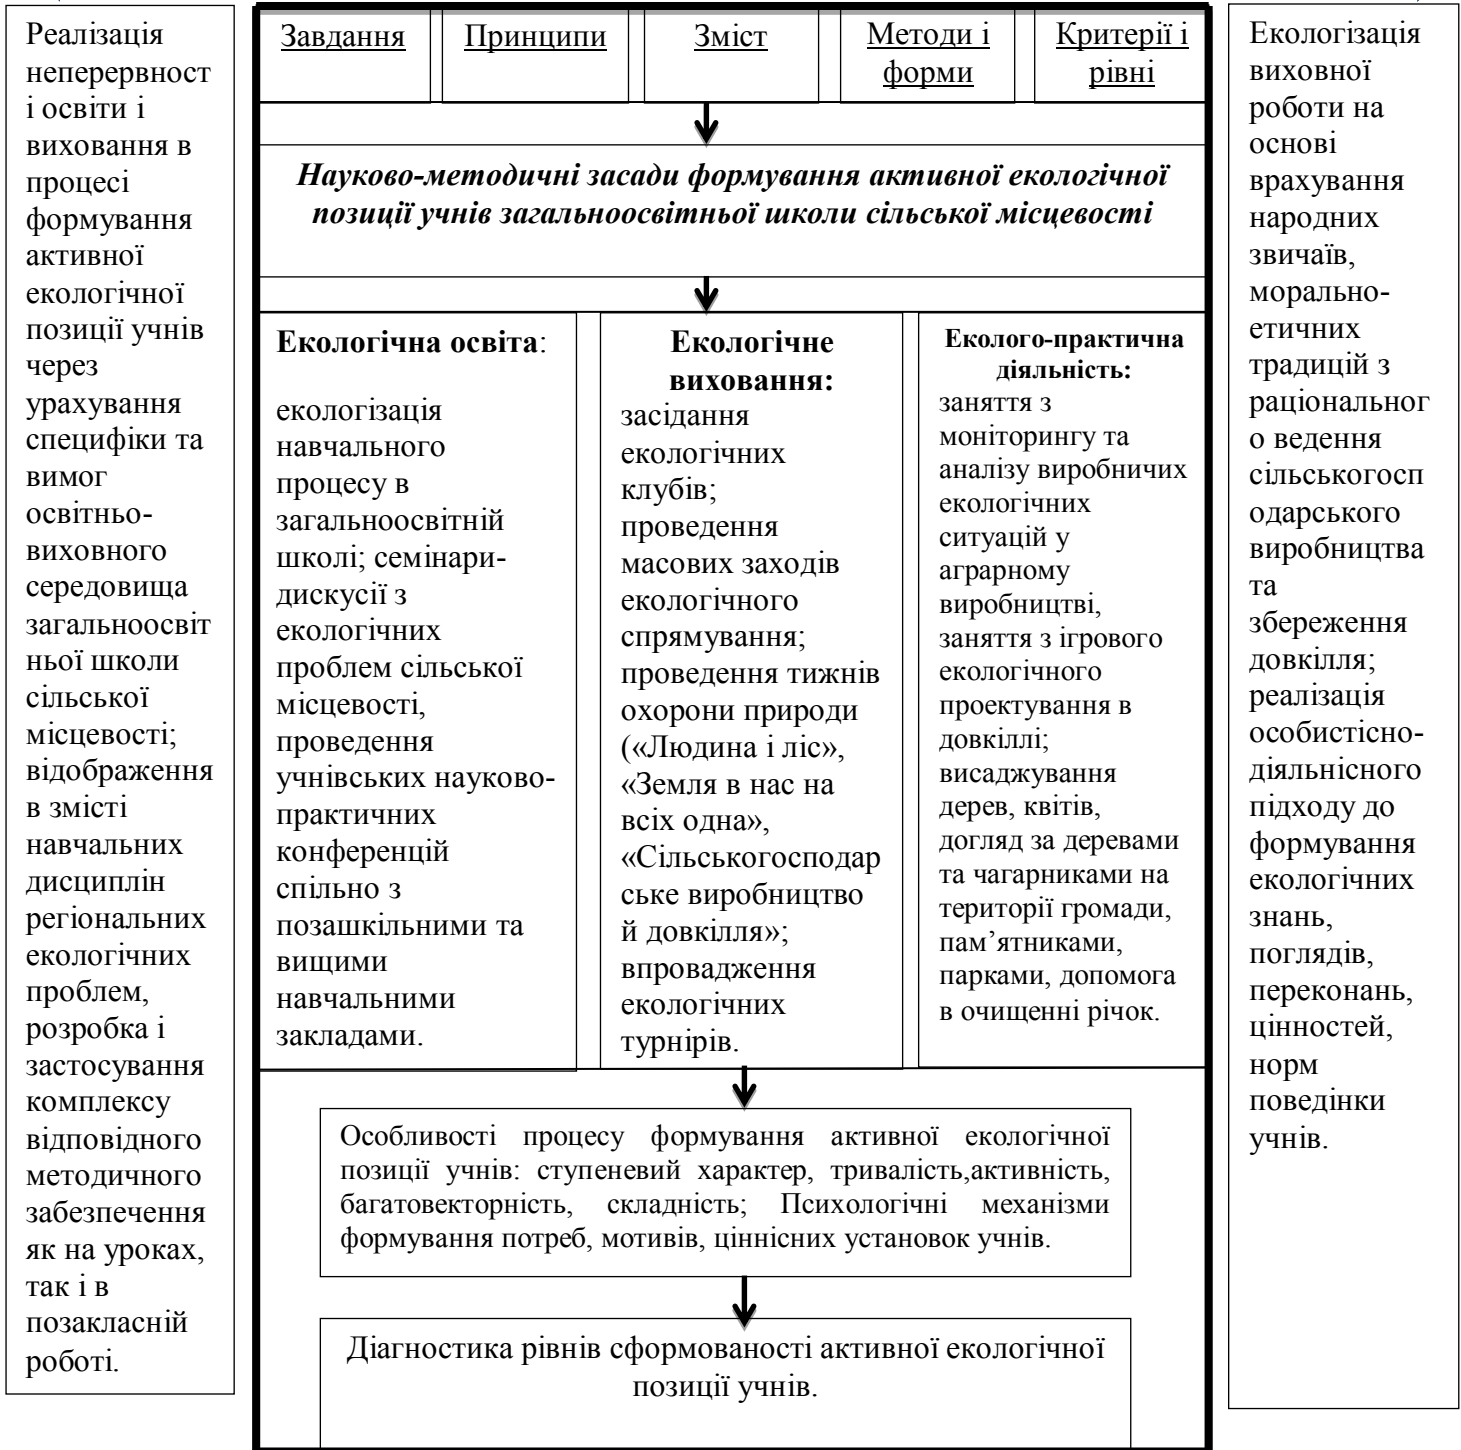 Реалізація
неперервност
і освіти і
виховання в
процесі
формування
активної
екологічної
позиції учнів
через
урахування
специфіки та
вимог
освітньо-
виховного
середовища
загальноосвіт
ньої школи
сільської
місцевості;
відображення
в змісті
навчальних
дисциплін
регіональних
екологічних
проблем,
розробка і
застосування
комплексу
відповідного
методичного
забезпечення
як на уроках,
так і в
позакласній
роботі.
Завдання
Принципи
Зміст
Методи і
форми
Критерії і
рівні
Науково-методичні засади формування активної екологічної
позиції учнів загальноосвітньої школи сільської місцевості
Екологічна освіта:
екологізація
навчального
процесу в
загальноосвітній
школі; семінари-
дискусії з
екологічних
проблем сільської
місцевості,
проведення
учнівських науково-
практичних
конференцій
спільно з
позашкільними та
вищими
навчальними
закладами.
Екологічне
виховання:
засідання
екологічних
клубів;
проведення
масових заходів
екологічного
спрямування;
проведення тижнів
охорони природи
(«Людина і ліс»,
«Земля в нас на
всіх одна»,
«Сільськогосподар
ське виробництво
й довкілля»;
впровадження
екологічних
турнірів.
Еколого-практична
діяльність:
заняття з
моніторингу та
аналізу виробничих
екологічних
ситуацій у
аграрному
виробництві,
заняття з ігрового
екологічного
проектування в
довкіллі;
висаджування
дерев, квітів,
догляд за деревами
та чагарниками на
території громади,
пам’ятниками,
парками, допомога
в очищенні річок.
Особливості процесу формування активної екологічної
позиції учнів: ступеневий характер, тривалість,активність,
багатовекторність, складність; Психологічні механізми
формування потреб, мотивів, ціннісних установок учнів.
Діагностика рівнів сформованості активної екологічної
позиції учнів.
Екологізація
виховної
роботи на
основі
врахування
народних
звичаїв,
морально-
етичних
традицій з
раціональног
о ведення
сільськогосп
одарського
виробництва
та
збереження
довкілля;
реалізація
особистісно-
діяльнісного
підходу до
формування
екологічних
знань,
поглядів,
переконань,
цінностей,
норм
поведінки
учнів.